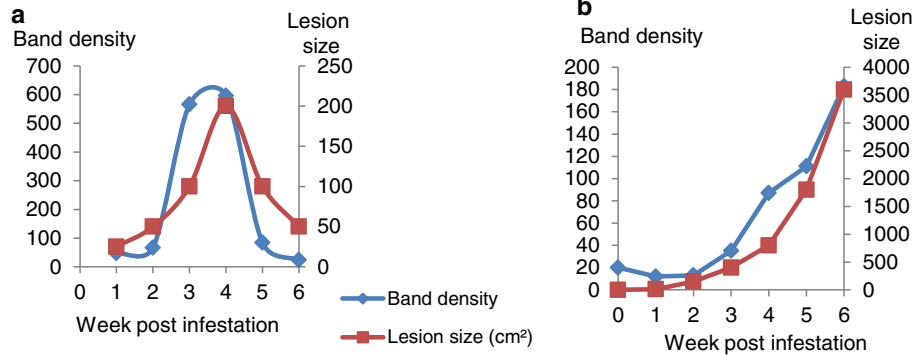 a
Band density
Lesion
size
700
600
500
400
300
200
100
0
250
200
150
100
50
0
0 1 2 3 4 5 6
Week post infestation
Band density
Lesion size (cm²)
b
Band density
Lesion
size
200
180
160
140
120
100
80
60
40
20
0
4000
3500
3000
2500
2000
1500
1000
500
0
0 1 2 3 4 5 6
Week post infestation